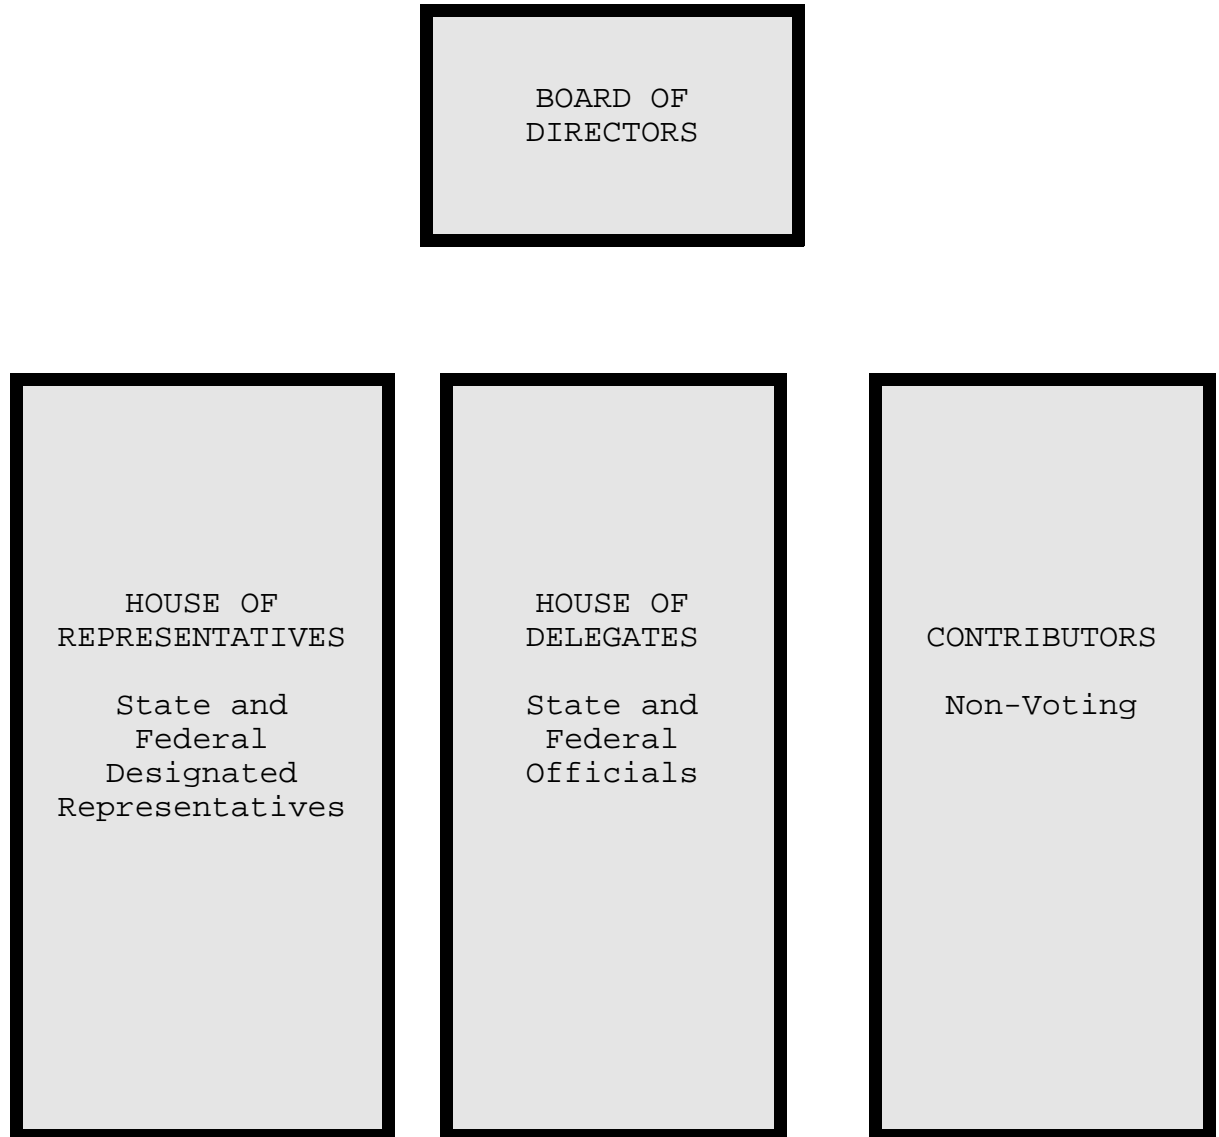 BOARD OF
DIRECTORS
HOUSE OF
REPRESENTATIVES
State and
Federal
Designated
Representatives
HOUSE OF
DELEGATES
State and
Federal
Officials
CONTRIBUTORS
Non-Voting